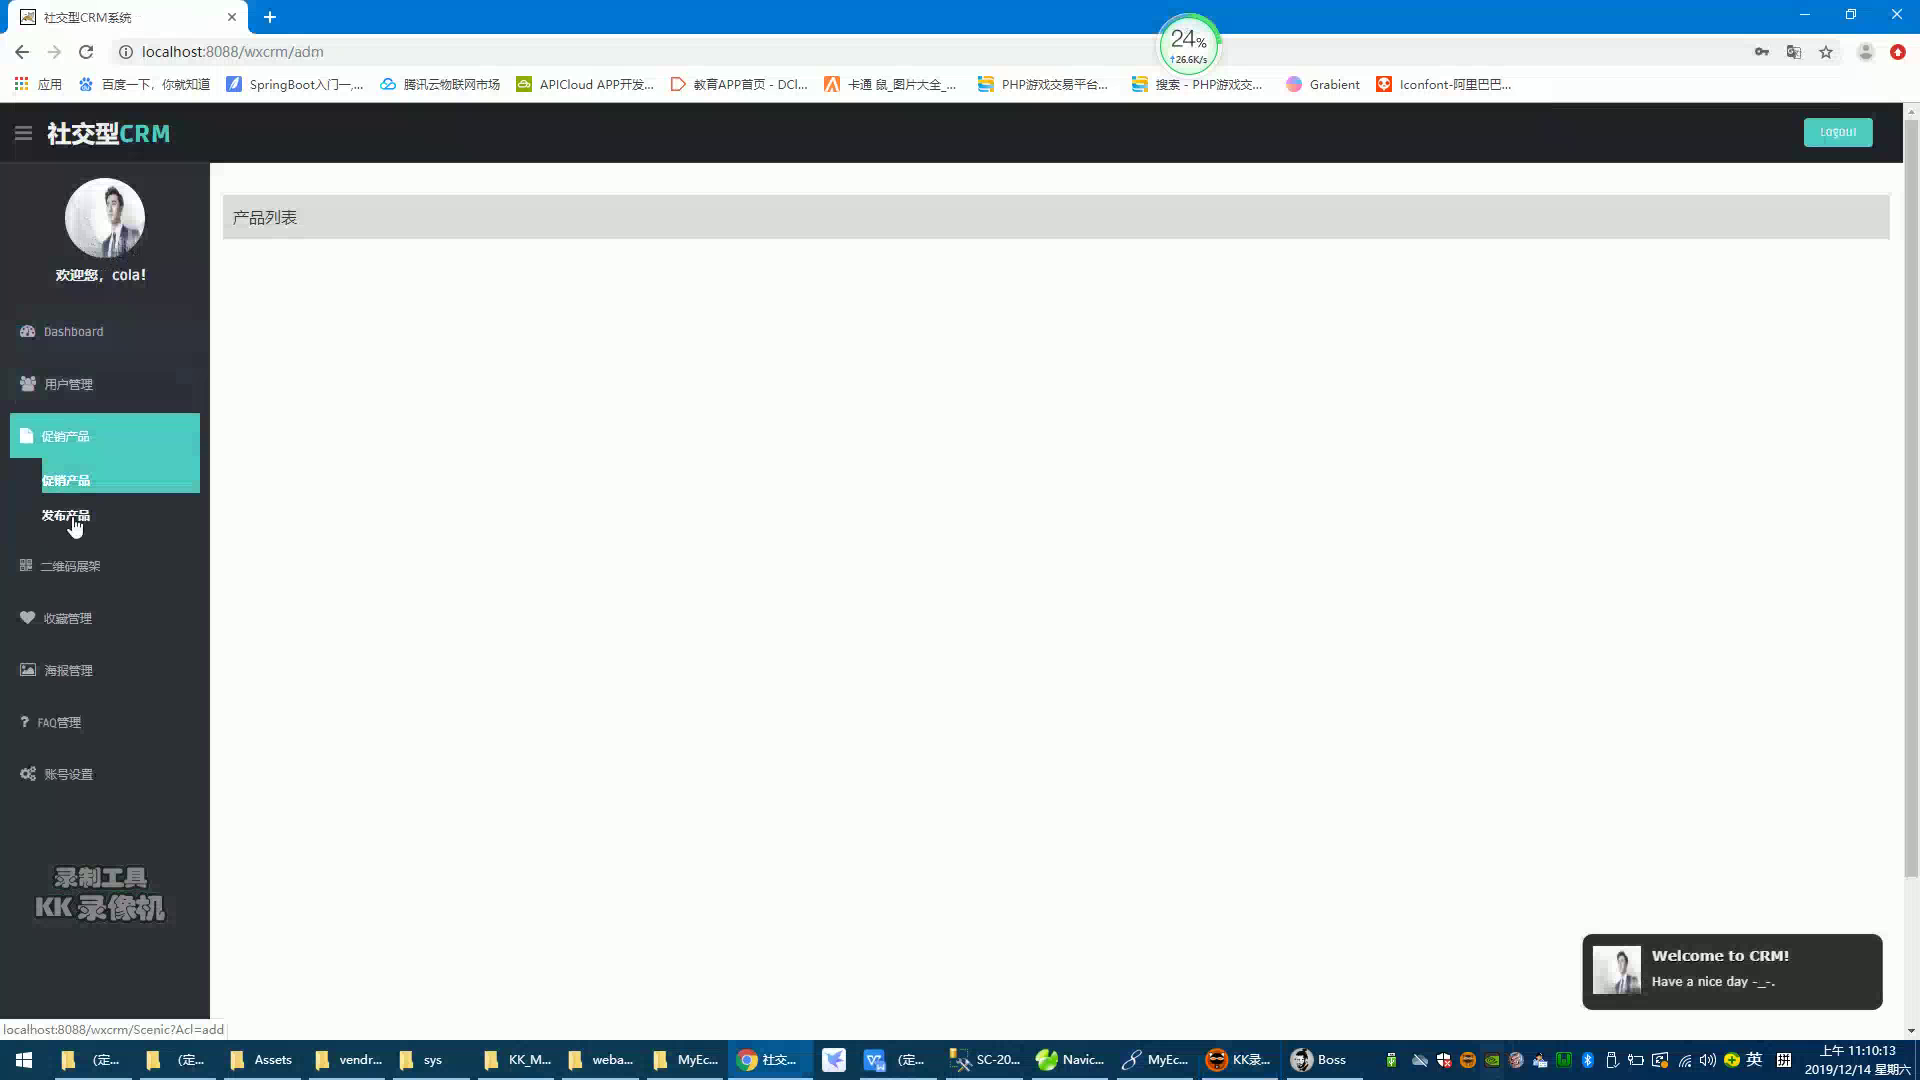 社交型CRM系统
localhost:8088/wxcrm/adm
24%
↑26.6K/s
应用
百度一下，你就知道
SpringBoot入门一,...
腾讯云物联网市场
APICloud APP开发...
教育APP首页 - DCl...
卡通 鼠_图片大全_...
PHP游戏交易平台...
搜索 - PHP游戏交...
Grabient
Iconfont-阿里巴巴...
社交型CRM
Logout
欢迎您，cola!
产品列表
Dashboard
用户管理
促销产品
促销产品
发布产品
二维码展架
收藏管理
海报管理
? FAQ管理
账号设置
录制工具
KK 录像机
Welcome to CRM!
Have a nice day -_-.
localhost:8088/wxcrm/Scenic?Acl=add
(定...
(定...
Assets
vendr...
sys
KK_M...
weba...
MyEc...
社交...
(定...
SC-20...
Navic...
MyEc...
KK录...
Boss
英
拼
上午 11:10:13
2019/12/14 星期六